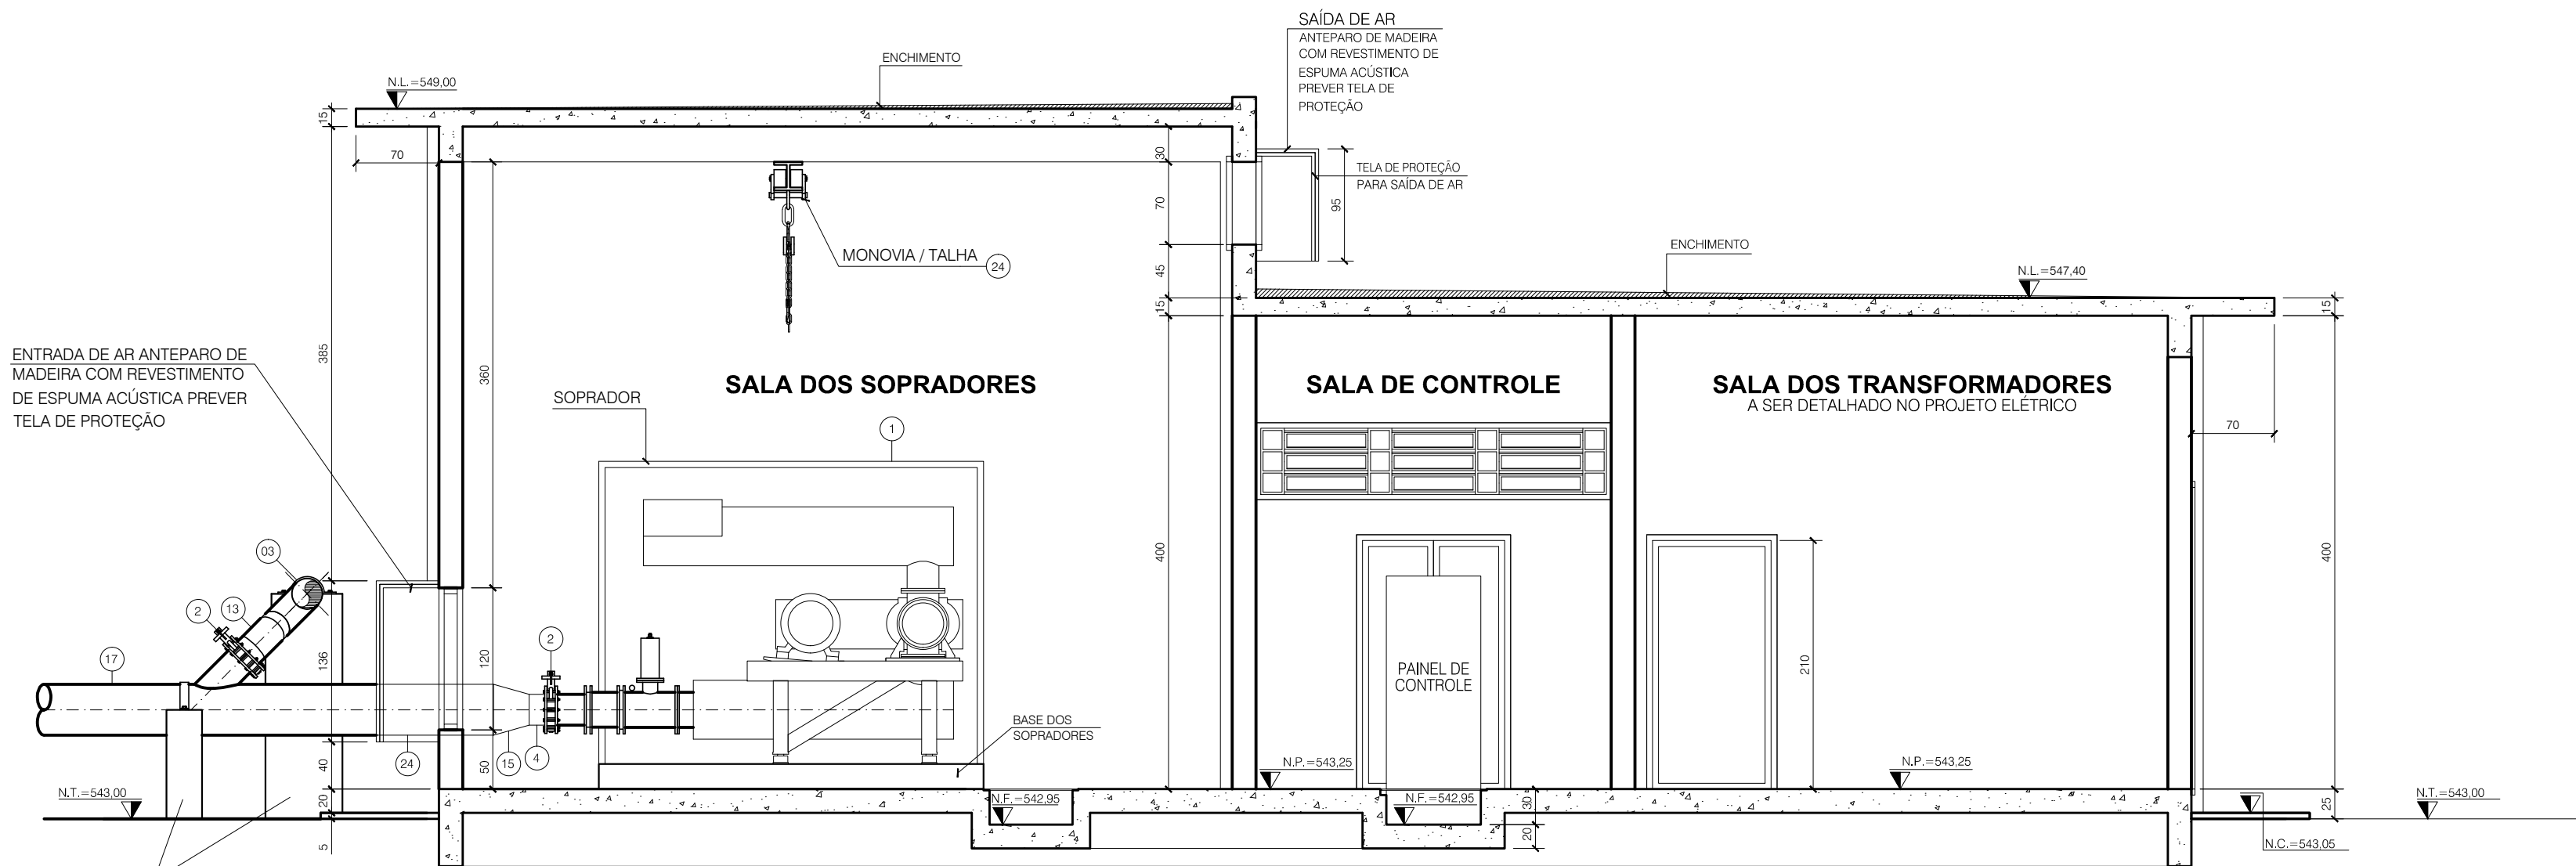 SAÍDA DE AR
ANTEPARO DE MADEIRA
COM REVESTIMENTO DE
ESPUMA ACÚSTICA
PREVER TELA DE
PROTEÇÃO
ENCHIMENTO
N.L.=549,00
15
70
30
TELA DE PROTEÇÃO
PARA SAÍDA DE AR
70
95
MONOVIA / TALHA
24
45
15
ENCHIMENTO
N.L.=547,40
15
385
360
ENTRADA DE AR ANTEPARO DE
MADEIRA COM REVESTIMENTO
DE ESPUMA ACÚSTICA PREVER
TELA DE PROTEÇÃO
SALA DOS SOPRADORES
SALA DE CONTROLE
SALA DOS TRANSFORMADORES
A SER DETALHADO NO PROJETO ELÉTRICO
SOPRADOR
1
70
400
400
03
2
13
136
17
120
2
PAINEL DE
CONTROLE
210
BASE DOS
SOPRADORES
24
15
4
40
50
N.P.=543,25
N.P.=543,25
N.T.=543,00
20
N.F.=542,95
N.F.=542,95
30
25
N.T.=543,00
5
20
N.C.=543,05